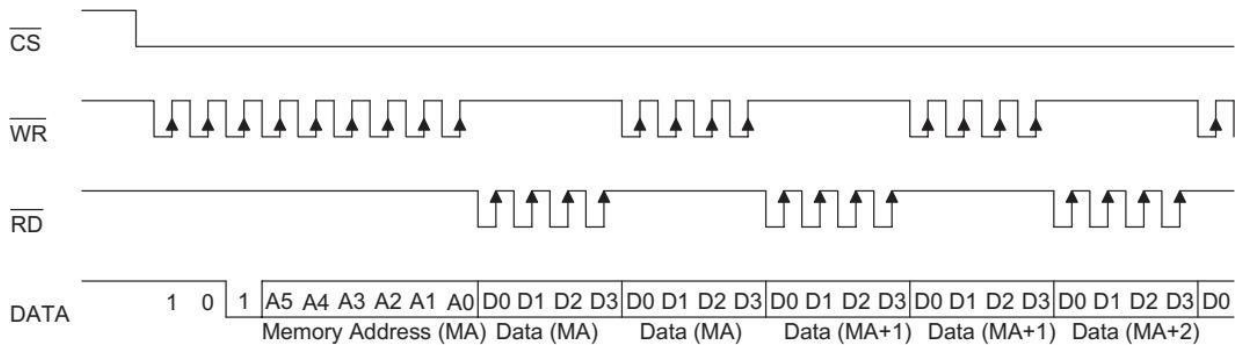 CS
WR
RD
DATA 1 0 1 A5 A4 A3 A2 A1 A0 D0 D1 D2 D3 D0 D1 D2 D3 D0 D1 D2 D3 D0 D1 D2 D3 D0 D1 D2 D3 D0
Memory Address (MA) Data (MA) Data (MA) Data (MA+1) Data (MA+1) Data (MA+2)